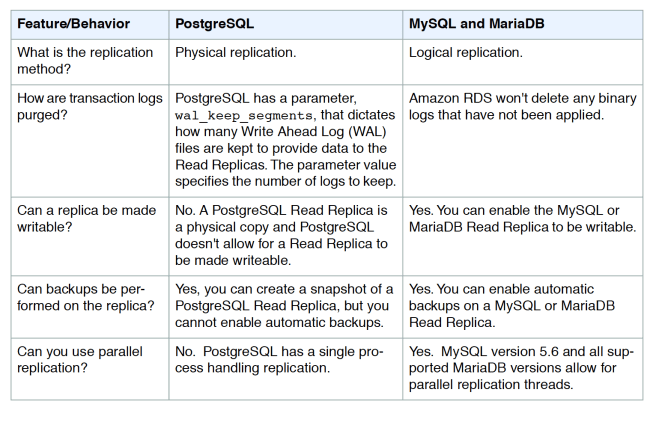 Feature/Behavior
PostgreSQL
MySQL and MariaDB
What is the replication
method?
Physical replication.
Logical replication.
How are transaction logs
purged?
PostgreSQL has a parameter,
wal_keep_segments, that dictates
how many Write Ahead Log (WAL)
files are kept to provide data to the
Read Replicas. The parameter value
specifies the number of logs to keep.
Amazon RDS won't delete any binary
logs that have not been applied.
Can a replica be made
writable?
No. A PostgreSQL Read Replica is
a physical copy and PostgreSQL
doesn't allow for a Read Replica to
be made writeable.
Yes. You can enable the MySQL or
MariaDB Read Replica to be writable.
Can backups be per-
formed on the replica?
Yes, you can create a snapshot of a
PostgreSQL Read Replica, but you
cannot enable automatic backups.
Yes. You can enable automatic
backups on a MySQL or MariaDB
Read Replica.
Can you use parallel
replication?
No. PostgreSQL has a single pro-
cess handling replication.
Yes. MySQL version 5.6 and all sup-
ported MariaDB versions allow for
parallel replication threads.